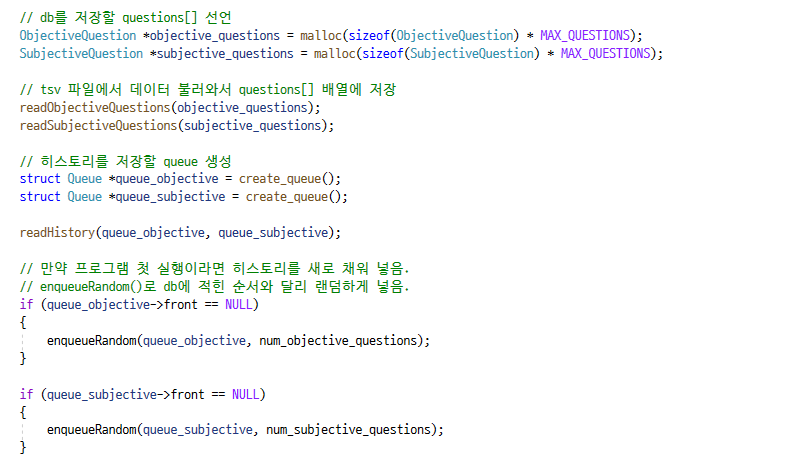 // db를 저장할 questions[] 선언
ObjectiveQuestion *objective_questions = malloc(sizeof(ObjectiveQuestion) * MAX_QUESTIONS);
SubjectiveQuestion *subjective_questions = malloc(sizeof(SubjectiveQuestion) * MAX_QUESTIONS);
// tsv 파일에서 데이터 불러와서 questions[] 배열에 저장
readObjectiveQuestions(objective_questions);
readSubjectiveQuestions(subjective_questions);
// 히스토리를 저장할 queue 생성
struct Queue *queue_objective = create_queue();
struct Queue *queue_subjective = create_queue();
readHistory(queue_objective, queue_subjective);
// 만약 프로그램 첫 실행이라면 히스토리를 새로 채워 넣음.
// enqueueRandom()로 db에 적힌 순서와 달리 랜덤하게 넣음.
if (queue_objective->front == NULL)
{
enqueueRandom(queue_objective, num_objective_questions);
}
if (queue_subjective->front == NULL)
{
enqueueRandom(queue_subjective, num_subjective_questions);
}